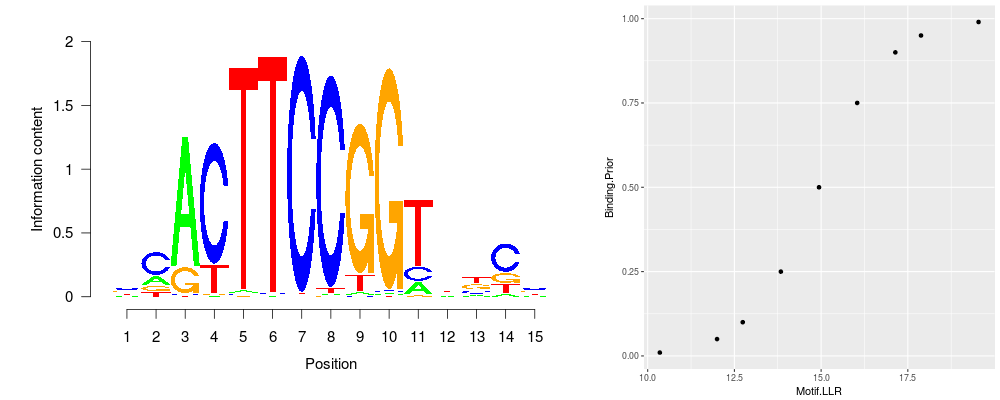 2
1.5
1
0.5
0
Information content
1 2 3 4 5 6 7 8 9 10 11 12 13 14 15
Position
C A G A G C T T T C C G T G T C A C
1.00
0.75
0.50
0.25
0.00
Binding.Prior
10.0 12.5 15.0 17.5
Motif.LLR